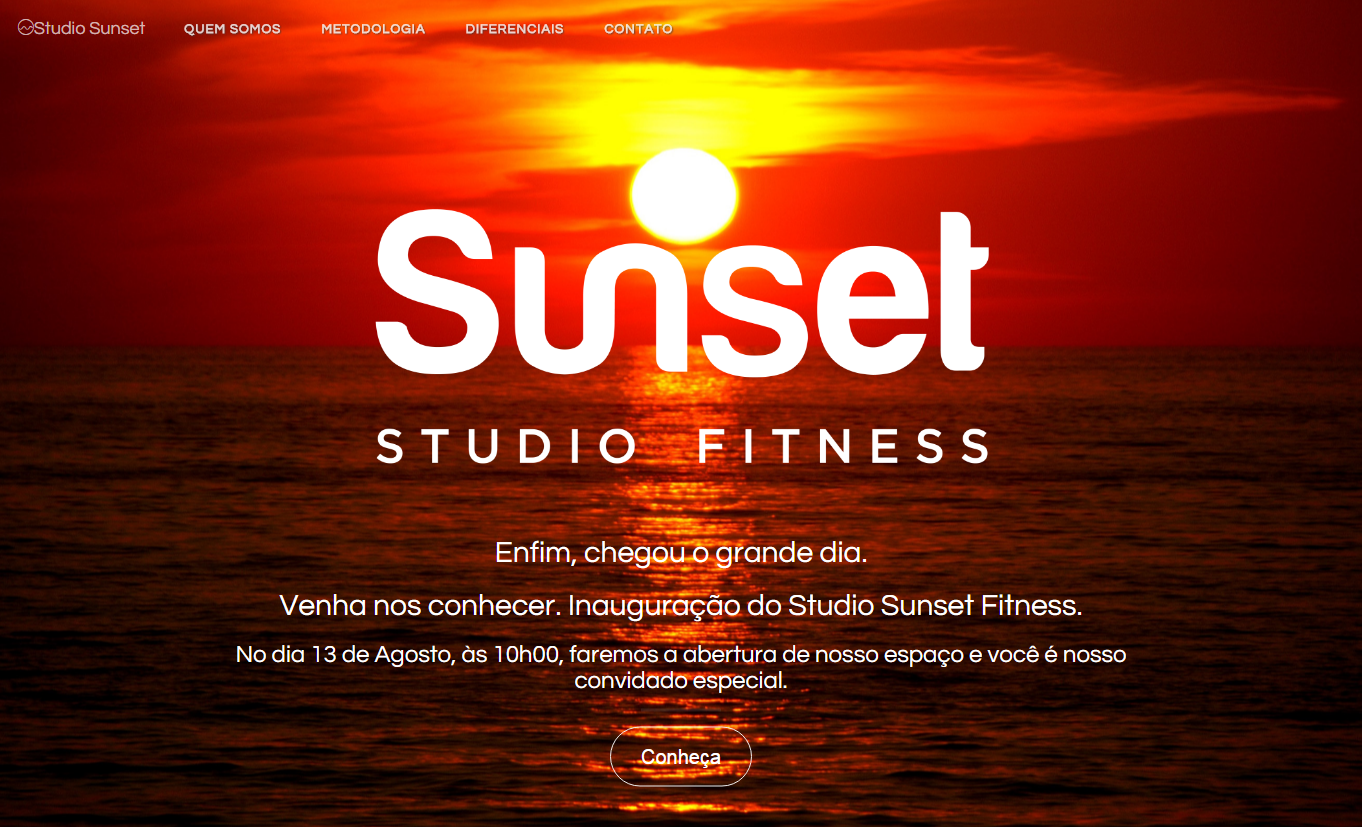 Studio Sunset
QUEM SOMOS
METODOLOGIA
DIFERENCIAIS
CONTATO
Sunset
STUDIO FITNESS
Enfim, chegou o grande dia.
Venha nos conhecer. Inauguração do Studio Sunset Fitness.
No dia 13 de Agosto, às 10h00, faremos a abertura de nosso espaço e você é nosso
convidado especial.
Conheça